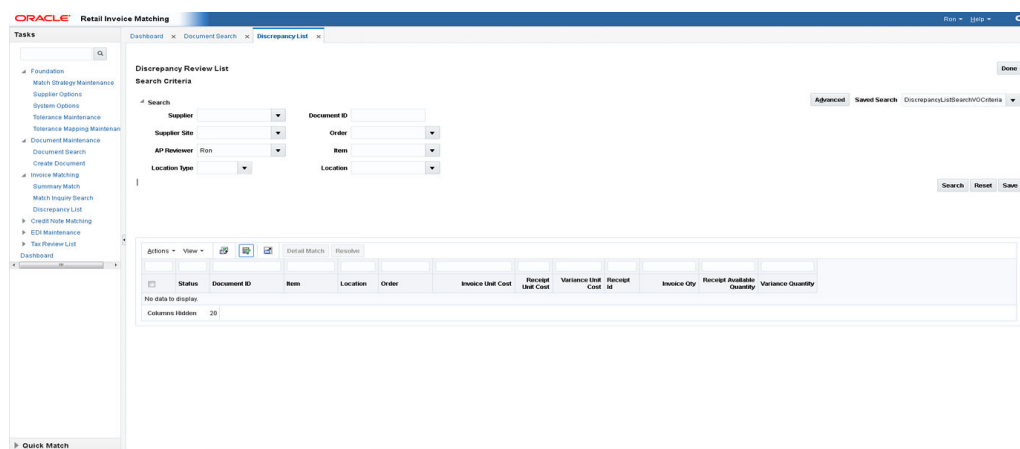 ORACLE® Retail Invoice Matching
Ron Help
Tasks
Dashboard × Document Search × Discrepancy List ×
Foundation
Match Strategy Maintenance
Supplier Options
System Options
Tolerance Maintenance
Tolerance Mapping Maintenan
Document Maintenance
Document Search
Create Document
Invoice Matching
Summary Match
Match Inquiry Search
Discrepancy List
Credit Note Matching
EDI Maintenance
Tax Review List
Dashboard
Quick Match
Discrepancy Review List
Done
Search Criteria
Search
Advanced Saved Search DiscrepancyListSearchVOCriteria
Supplier Document ID
Supplier Site Order
AP Reviewer Ron Item
Location Type Location
Search Reset Save
Actions View Detail Match Resolve
Status Document ID Item Location Order Invoice Unit Cost Receipt Unit Cost Variance Unit Cost Receipt Id Invoice Qty Receipt Available Quantity Variance Quantity
No data to display.
Columns Hidden 20